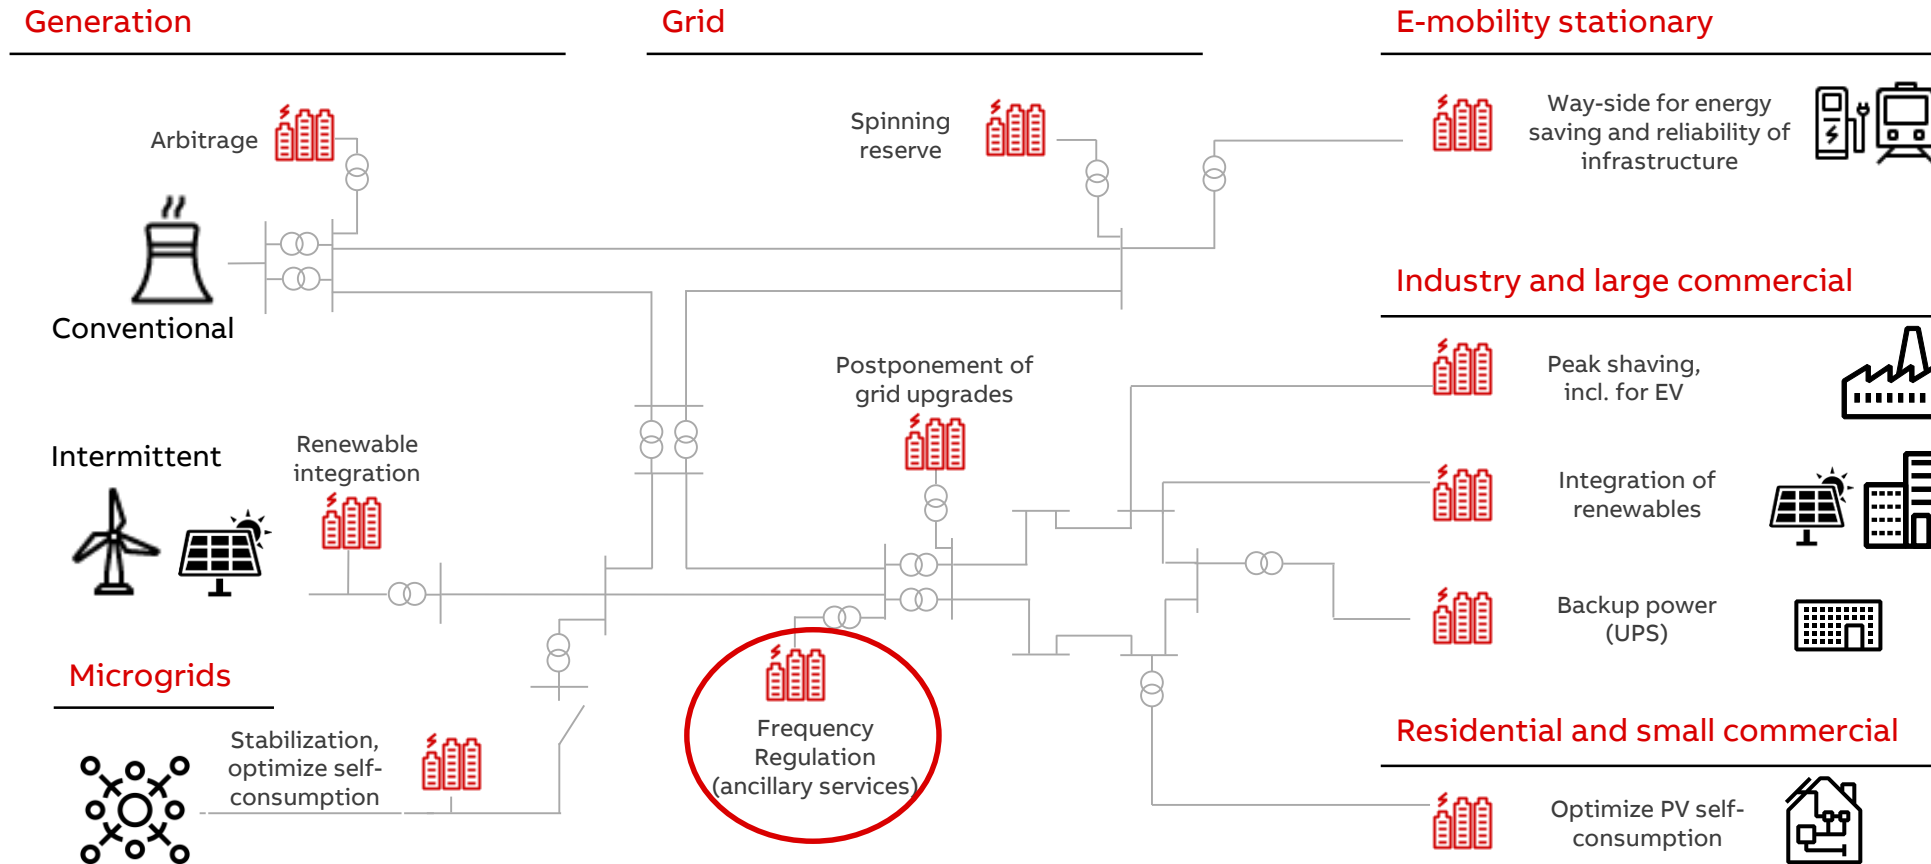 Generation
Grid
E-mobility stationary
Arbitrage
Spinning
reserve
Way-side for energy
saving and reliability of
infrastructure
Conventional
Industry and large commercial
Postponement of
grid upgrades
Peak shaving,
incl. for EV
Intermittent
Renewable
integration
Integration of
renewables
Backup power
(UPS)
Microgrids
Stabilization,
optimize self-
consumption
Frequency
Regulation
(ancillary services)
Residential and small commercial
Optimize PV self-
consumption